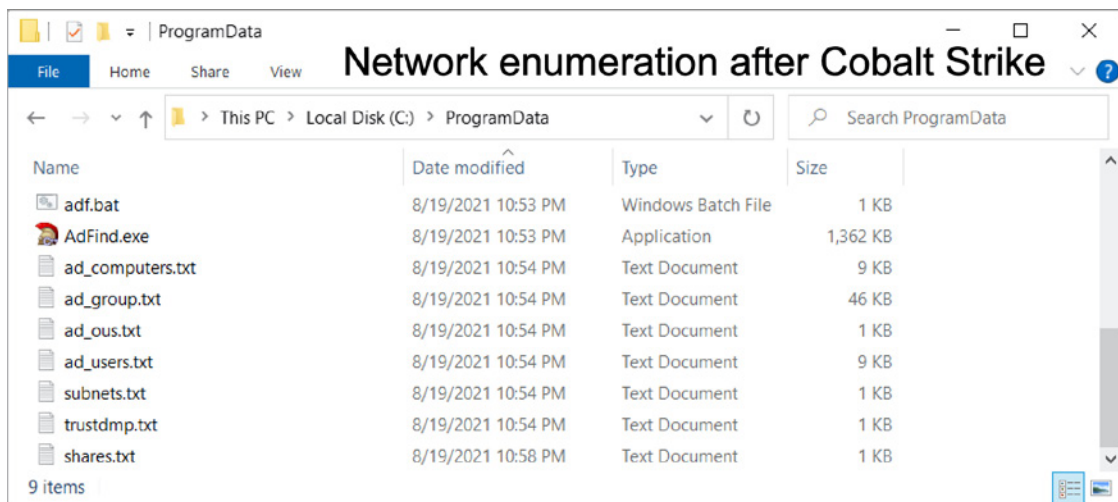 ProgramData
Network enumeration after Cobalt Strike
File Home Share View
This PC > Local Disk (C:) > ProgramData
Search ProgramData
Name Date modified Type Size
adf.bat 8/19/2021 10:53 PM Windows Batch File 1 KB
AdFind.exe 8/19/2021 10:53 PM Application 1,362 KB
ad_computers.txt 8/19/2021 10:54 PM Text Document 9 KB
ad_group.txt 8/19/2021 10:54 PM Text Document 46 KB
ad_ous.txt 8/19/2021 10:54 PM Text Document 1 KB
ad_users.txt 8/19/2021 10:54 PM Text Document 9 KB
subnets.txt 8/19/2021 10:54 PM Text Document 1 KB
trustdmp.txt 8/19/2021 10:54 PM Text Document 1 KB
shares.txt 8/19/2021 10:58 PM Text Document 1 KB
9 items